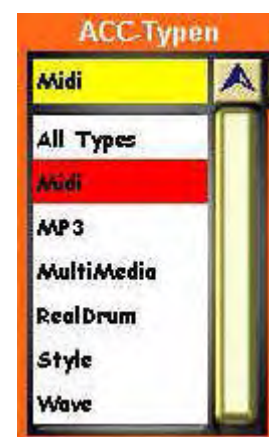 ACC-Typen
Midi
All Types
Midi
MP3
MultiMedia
RealDrum
Style
Wave